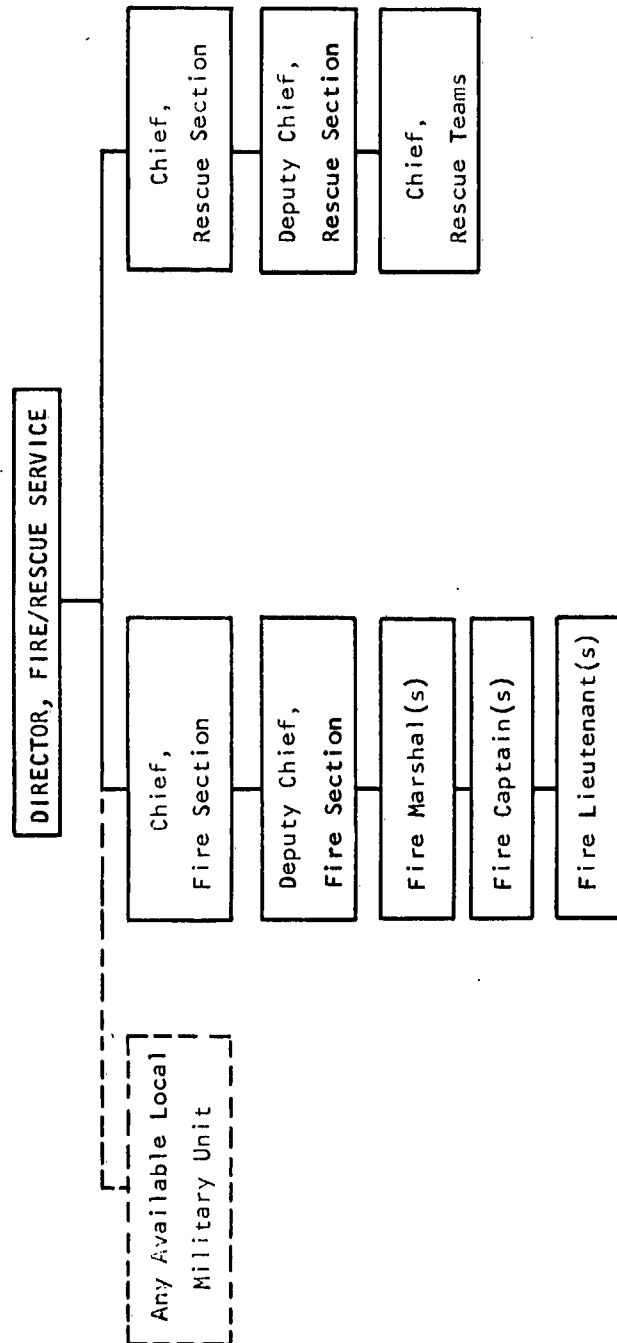 DIRECTOR, FIRE/RESCUE SERVICE
Any Available Local
Military Unit
Chief,
Fire Section
Deputy Chief,
Fire Section
Fire Marshal(s)
Fire Captain(s)
Fire Lieutenant(s)
Chief,
Rescue Section
Deputy Chief,
Rescue Section
Chief,
Rescue Teams